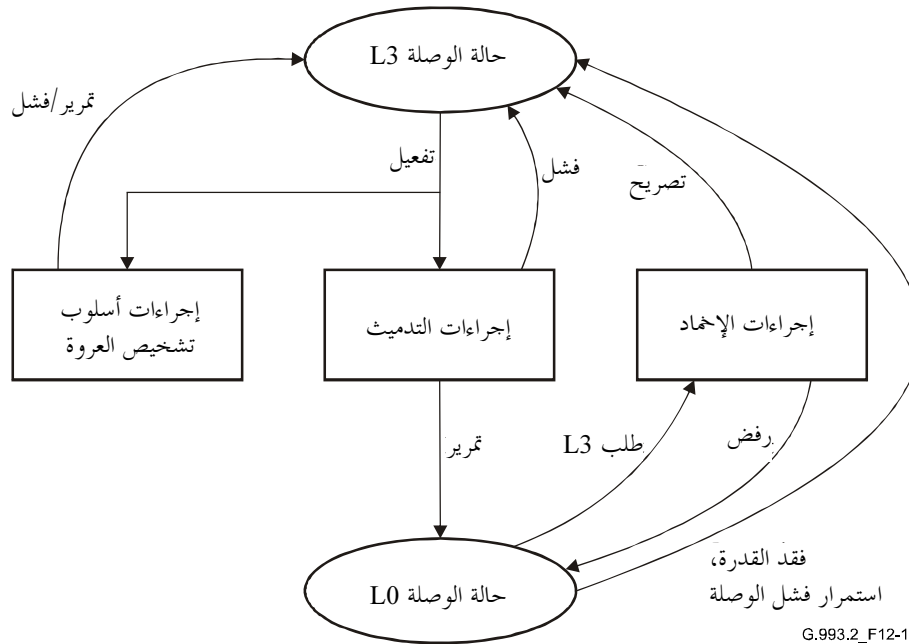 حالة الوصلة L3
تمرير/فشل
تفعيل
فشل
تصريح
إجراءات أسلوب
تشخيص العروة
إجراءات التدميث
إجراءات الإخماد
تمرير
طلب L3
رفض
حالة الوصلة L0
فقد القدرة،
استمرار فشل الوصلة
G.993.2_F12-1